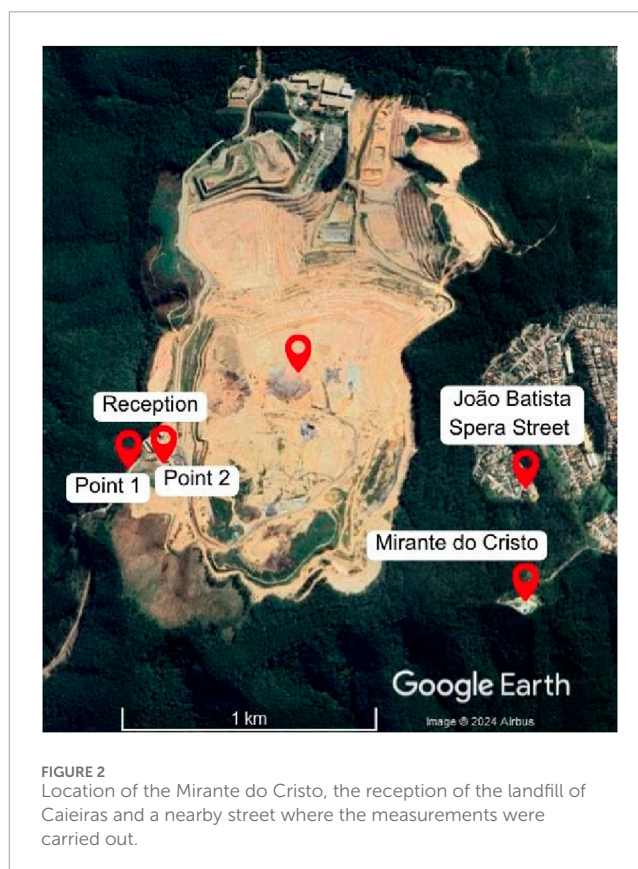 Reception
João Batista
Spera Street
Point 1
Point 2
Mirante do Cristo
Google Earth
1 km
Image © 2024 Airbus
FIGURE 2
Location of the Mirante do Cristo, the reception of the landfill of
Caieiras and a nearby street where the measurements were
carried out.